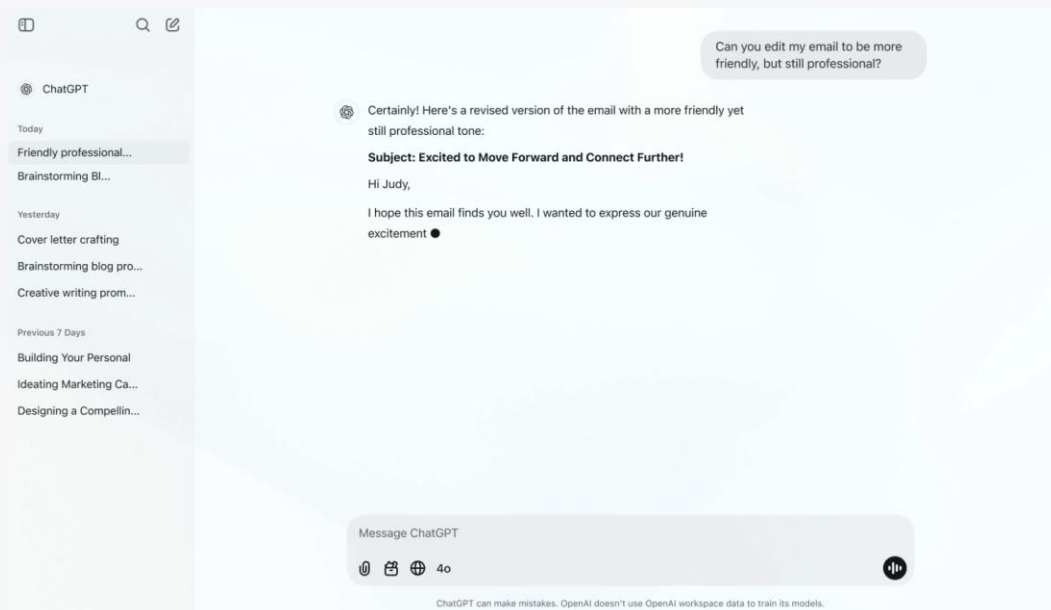 ChatGPT
Today
Friendly professional...
Brainstorming Bl...
Yesterday
Cover letter crafting
Brainstorming blog pro...
Creative writing prom...
Previous 7 Days
Building Your Personal
Ideating Marketing Ca...
Designing a Compellin...
Can you edit my email to be more
friendly, but still professional?
Certainly! Here's a revised version of the email with a more friendly yet
still professional tone:
Subject: Excited to Move Forward and Connect Further!
Hi Judy,
I hope this email finds you well. I wanted to express our genuine
excitement
Message ChatGPT
4o
ChatGPT can make mistakes. OpenAI doesn't use OpenAI workspace data to train its models.